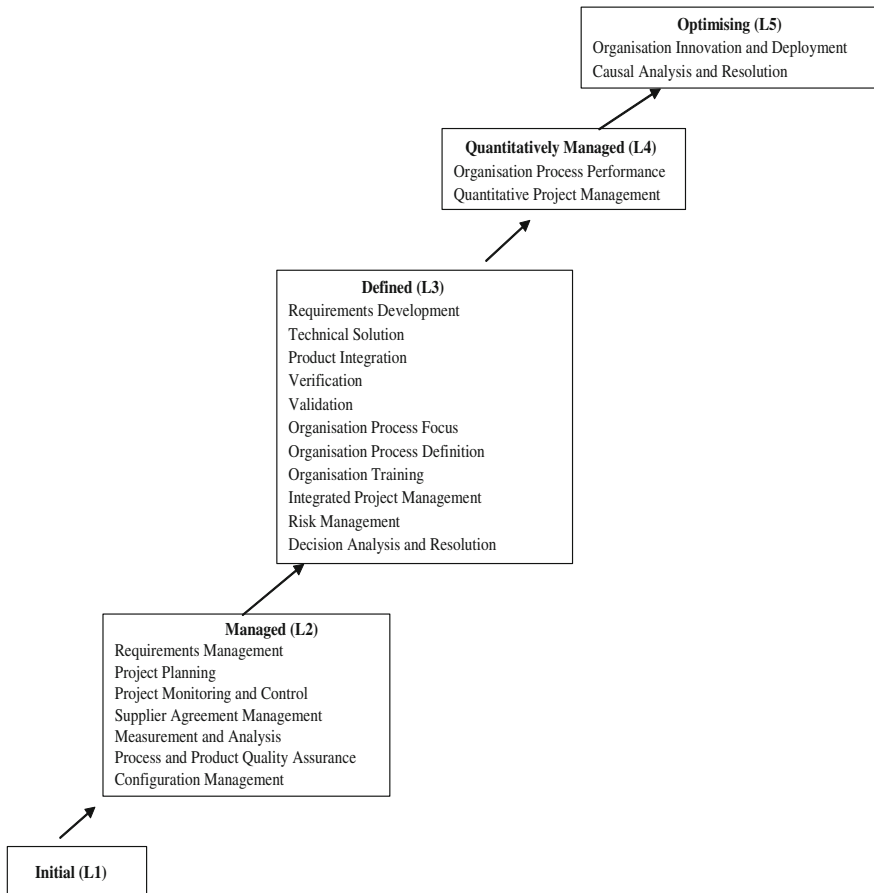 Optimising (L5)
Organisation Innovation and Deployment
Causal Analysis and Resolution
Quantitatively Managed (L4)
Organisation Process Performance
Quantitative Project Management
Defined (L3)
Requirements Development
Technical Solution
Product Integration
Verification
Validation
Organisation Process Focus
Organisation Process Definition
Organisation Training
Integrated Project Management
Risk Management
Decision Analysis and Resolution
Managed (L2)
Requirements Management
Project Planning
Project Monitoring and Control
Supplier Agreement Management
Measurement and Analysis
Process and Product Quality Assurance
Configuration Management
Initial (L1)